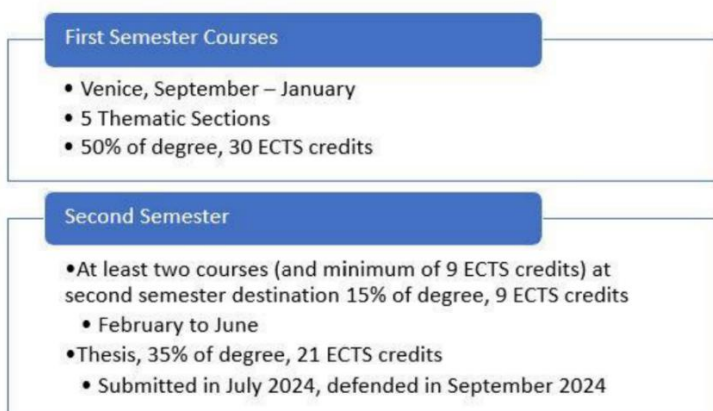 First Semester Courses
• Venice, September – January
• 5 Thematic Sections
• 50% of degree, 30 ECTS credits
Second Semester
•At least two courses (and minimum of 9 ECTS credits) at
second semester destination 15% of degree, 9 ECTS credits
• February to June
•Thesis, 35% of degree, 21 ECTS credits
• Submitted in July 2024, defended in September 2024